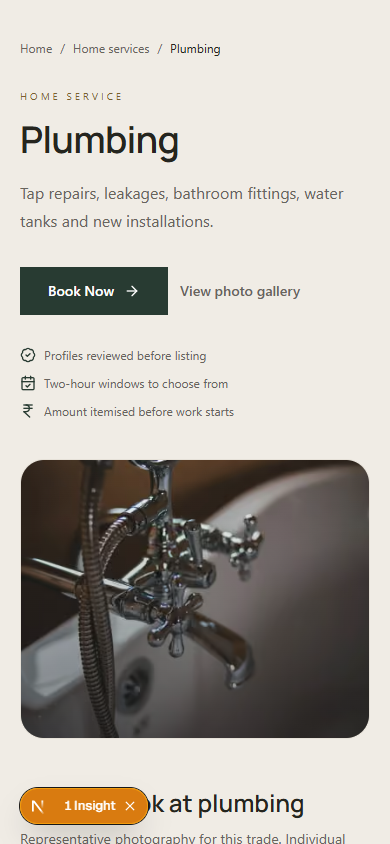 Home / Home services / Plumbing
HOME SERVICE
Plumbing
Tap repairs, leakages, bathroom fittings, water
tanks and new installations.
Book Now → View photo gallery
Profiles reviewed before listing
Two-hour windows to choose from
₹ Amount itemised before work starts
k at plumbing
N 1 Insight ×
Representative photography for this trade. Individual